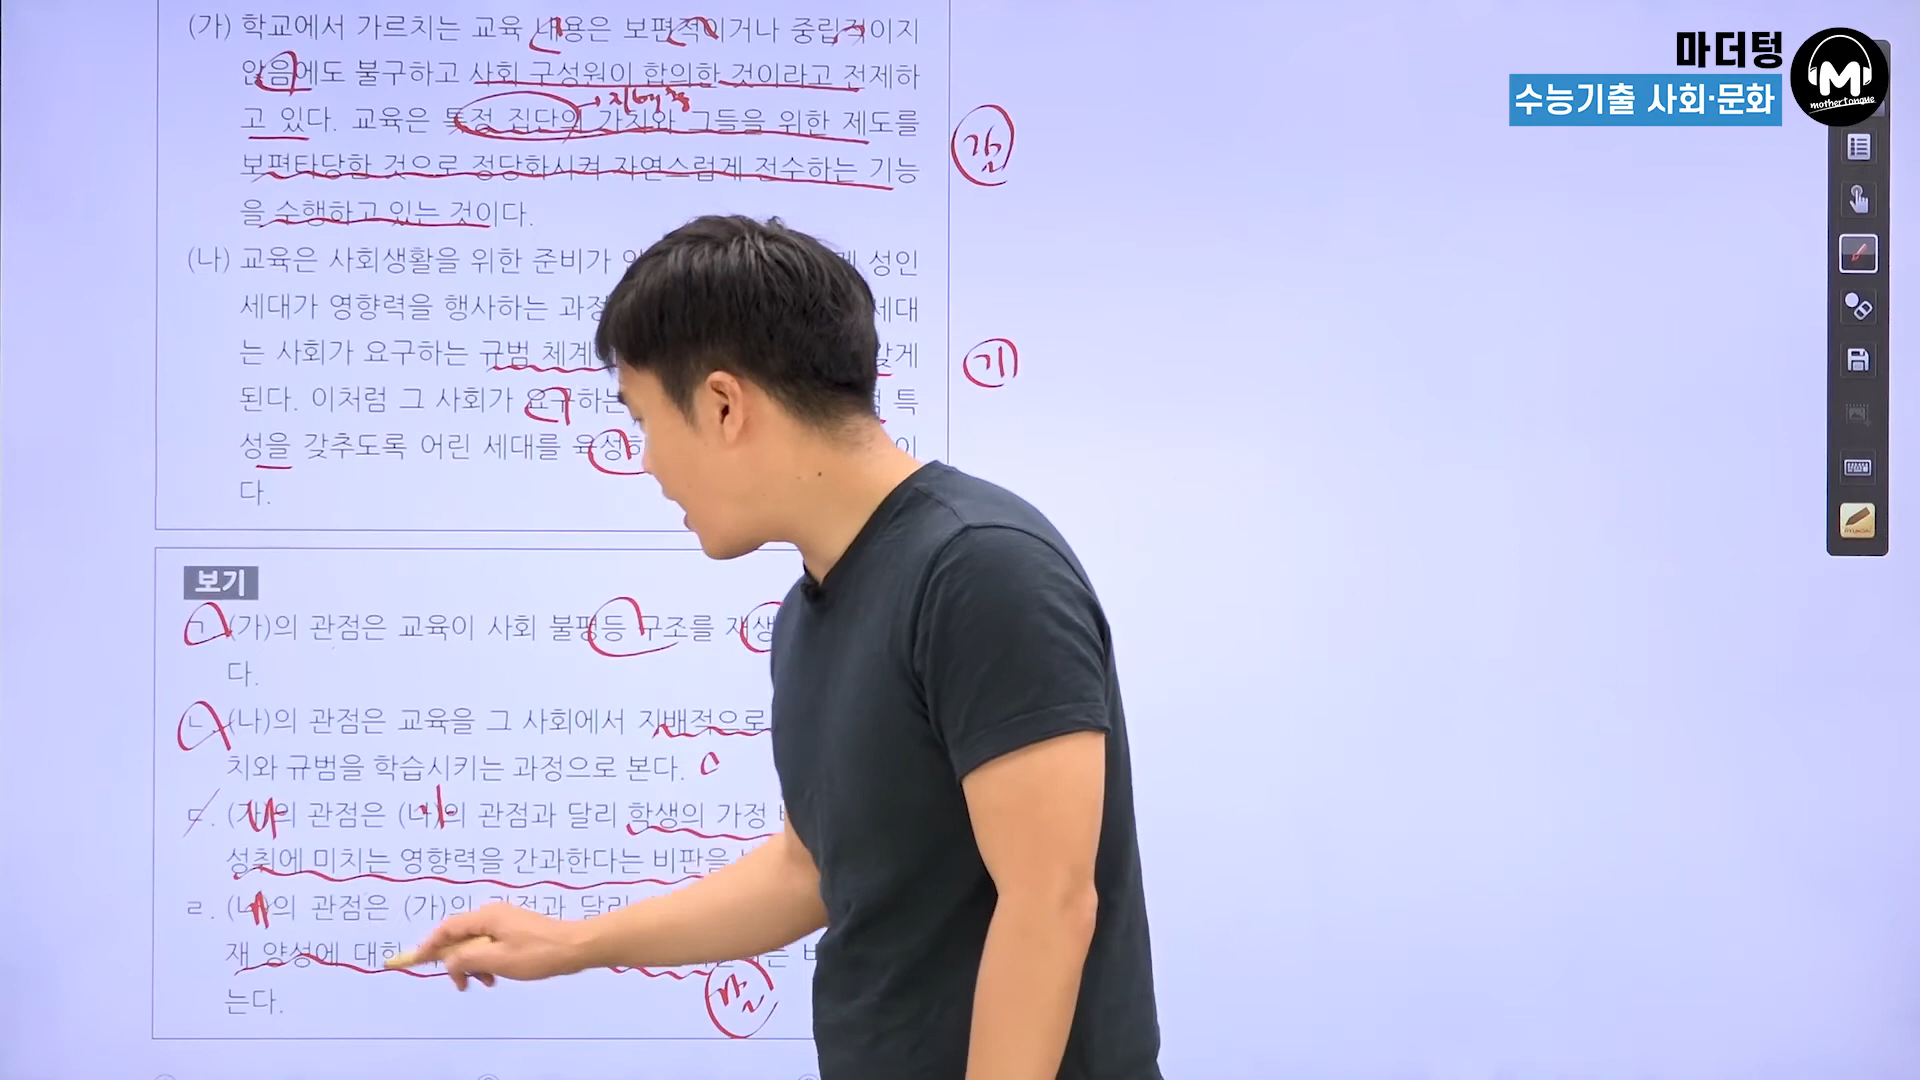 (가) 학교에서 가르치는 교육 내용은 보편적이거나 중립적이지
않음에도 불구하고 사회 구성원이 합의한 것이라고 전제하
고 있다. 교육은 특정 집단의 가치와 그들을 위한 제도를
보편타당한 것으로 정당화시켜 자연스럽게 전수하는 기능
을 수행하고 있는 것이다.
(나) 교육은 사회생활을 위한 준비가 성인
세대가 영향력을 행사하는 과정 세대
는 사회가 요구하는 규범 체계 맞게
된다. 이처럼 그 사회가 요구하는 특
성을 갖추도록 어린 세대를 육성하 이
다.
갈
기
보기
ㄱ. (가)의 관점은 교육이 사회 불평등 구조를 재생
다.
ㄴ. (나)의 관점은 교육을 그 사회에서 지배적으로
치와 규범을 학습시키는 과정으로 본다.
ㄷ. (가)의 관점은 (나)의 관점과 달리 학생의 가정
성취에 미치는 영향력을 간과한다는 비판을
ㄹ. (나)의 관점은 (가)의 관점과 달리
재 양성에 대한
는다.
마더텅
수능기출 사회·문화
M
mothertongue